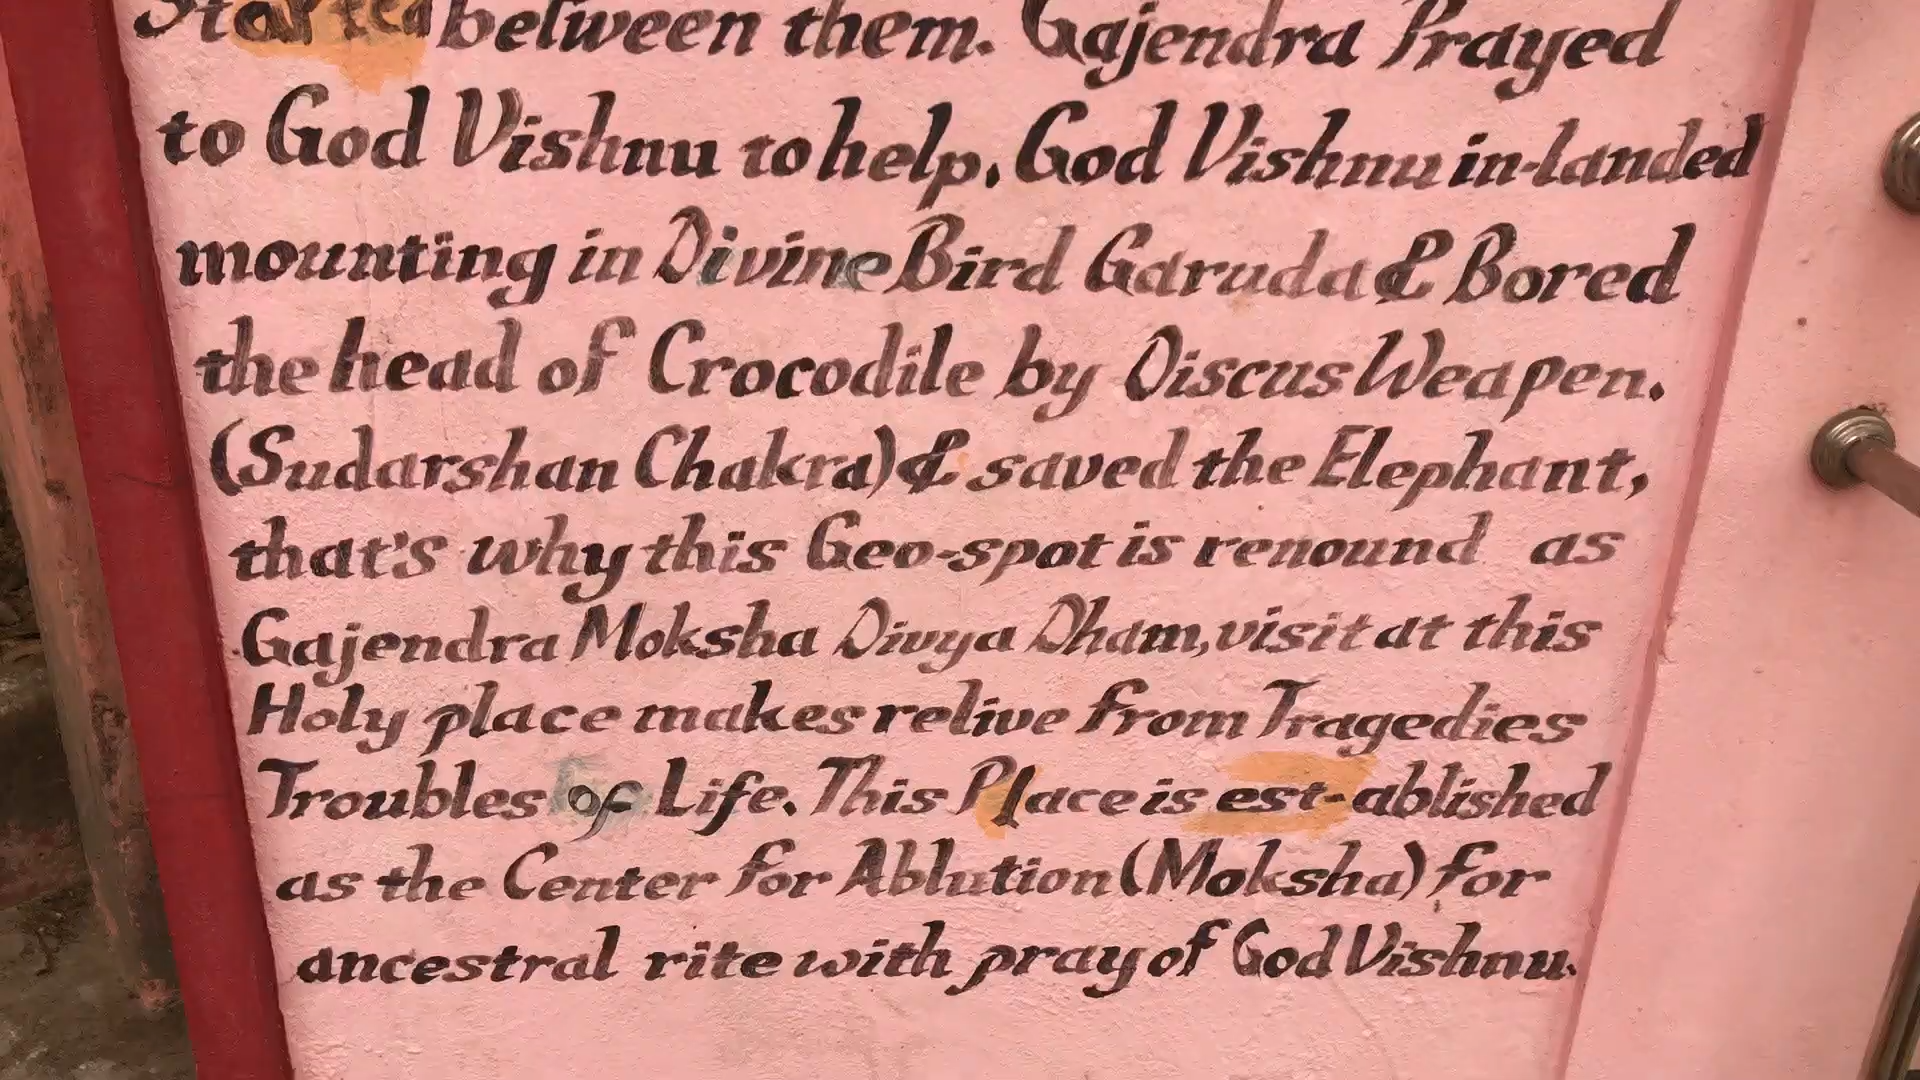 Started between them. Gajendra Prayed
to God Vishnu to help, God Vishnu in-landed
mounting in Divine Bird Garuda & Bored
the head of Crocodile by Discus Weapen.
(Sudarshan Chakra) & saved the Elephant,
that's why this Geo-spot is renound as
Gajendra Moksha Divya Dham, visit at this
Holy place makes relive from Tragedies
Troubles of Life. This Place is est-ablished
as the Center for Ablution (Moksha) for
ancestral rite with pray of God Vishnu.